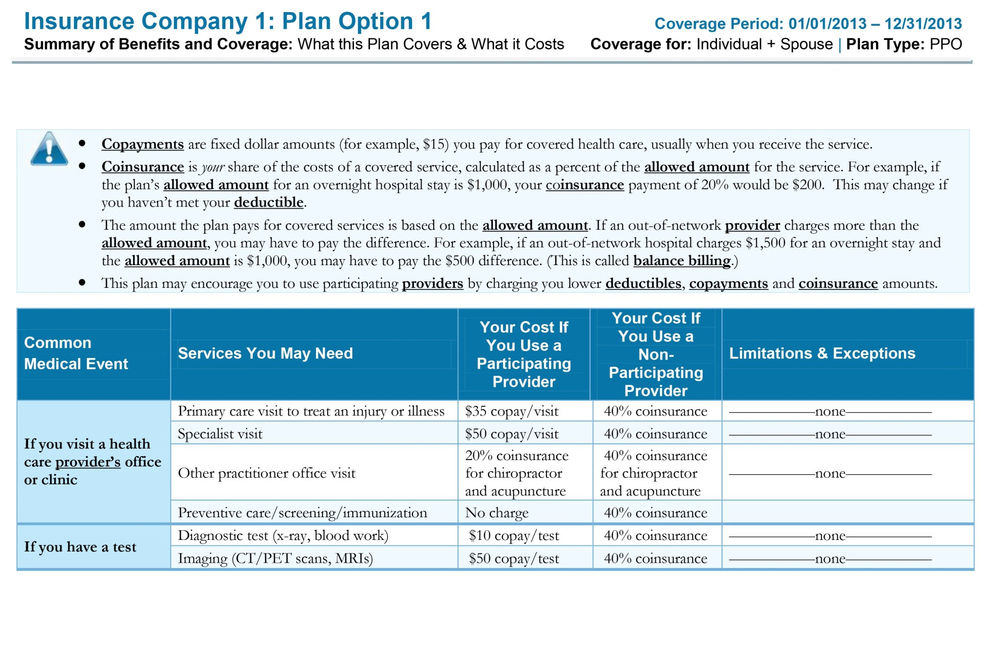 Insurance Company 1: Plan Option 1
Coverage Period: 01/01/2013 – 12/31/2013
Summary of Benefits and Coverage: What this Plan Covers & What it Costs
Coverage for: Individual + Spouse | Plan Type: PPO
• Copayments are fixed dollar amounts (for example, $15) you pay for covered health care, usually when you receive the service.
• Coinsurance is your share of the costs of a covered service, calculated as a percent of the allowed amount for the service. For example, if
the plan’s allowed amount for an overnight hospital stay is $1,000, your coinsurance payment of 20% would be $200.  This may change if
you haven’t met your deductible.
• The amount the plan pays for covered services is based on the allowed amount. If an out-of-network provider charges more than the
allowed amount, you may have to pay the difference. For example, if an out-of-network hospital charges $1,500 for an overnight stay and
the allowed amount is $1,000, you may have to pay the $500 difference. (This is called balance billing.)
• This plan may encourage you to use participating providers by charging you lower deductibles, copayments and coinsurance amounts.
Common
Medical Event
Services You May Need
Your Cost If
You Use a
Participating
Provider
Your Cost If
You Use a
Non-
Participating
Provider
Limitations & Exceptions
If you visit a health
care provider’s office
or clinic
Primary care visit to treat an injury or illness
$35 copay/visit
40% coinsurance
—————none—————
Specialist visit
$50 copay/visit
40% coinsurance
—————none—————
Other practitioner office visit
20% coinsurance
for chiropractor
and acupuncture
40% coinsurance
for chiropractor
and acupuncture
—————none—————
Preventive care/screening/immunization
No charge
40% coinsurance
If you have a test
Diagnostic test (x-ray, blood work)
$10 copay/test
40% coinsurance
—————none—————
Imaging (CT/PET scans, MRIs)
$50 copay/test
40% coinsurance
—————none—————